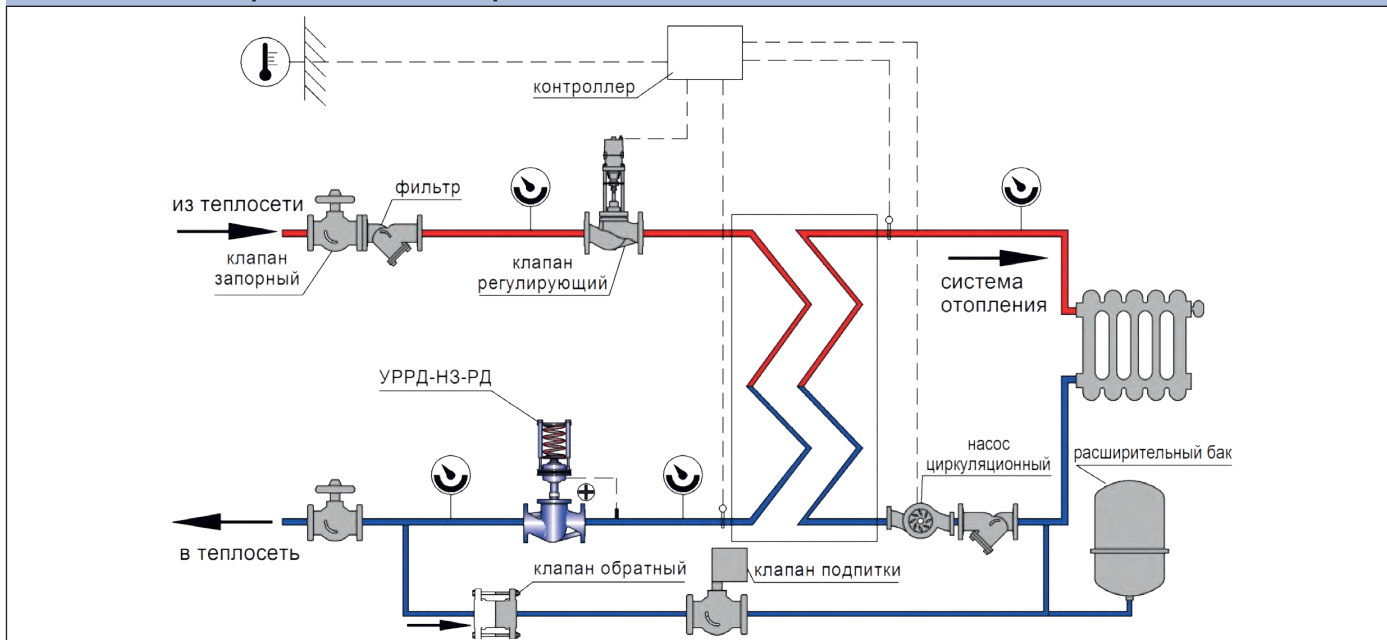 контроллер
фильтр
из теплосети
клапан
запорный
клапан
регулирующий
система
отопления
УРРД-НЗ-РД
насос
циркуляционный
расширительный бак
в теплосеть
клапан обратный
клапан подпитки